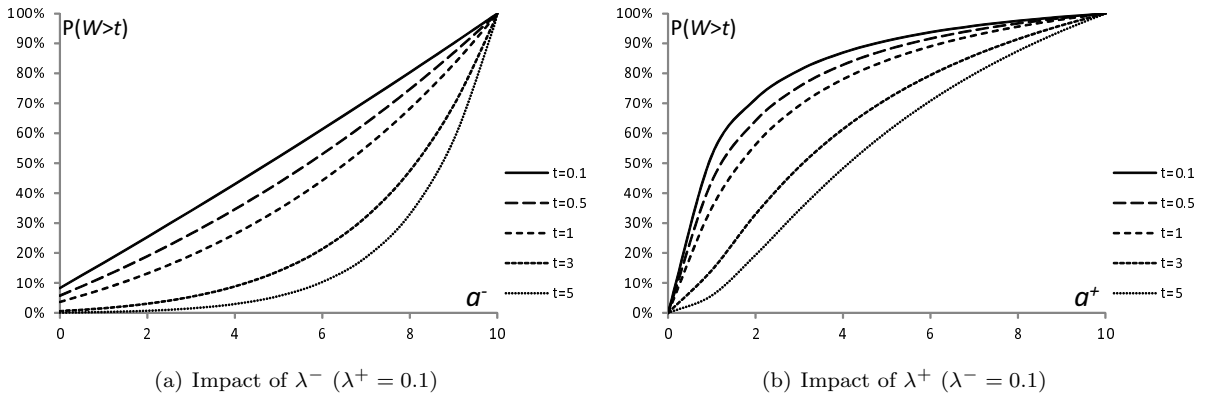 100%
P(W>t)
90%
80%
70%
60%
50%
40%
30%
20%
10%
0%
0 2 4 6 8 10
a⁻
t=0.1
t=0.5
t=1
t=3
t=5
(a) Impact of λ⁻ (λ⁺ = 0.1)
100%
P(W>t)
90%
80%
70%
60%
50%
40%
30%
20%
10%
0%
0 2 4 6 8 10
a⁺
t=0.1
t=0.5
t=1
t=3
t=5
(b) Impact of λ⁺ (λ⁻ = 0.1)